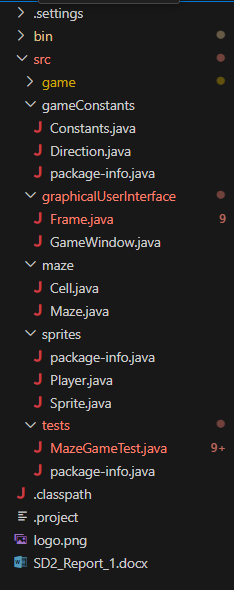 .settings
bin
src
game
gameConstants
J Constants.java
J Direction.java
J package-info.java
graphicalUserInterface
J Frame.java 9
J GameWindow.java
maze
J Cell.java
J Maze.java
sprites
J package-info.java
J Player.java
J Sprite.java
tests
J MazeGameTest.java 9+
J package-info.java
.classpath
.project
logo.png
SD2_Report_1.docx